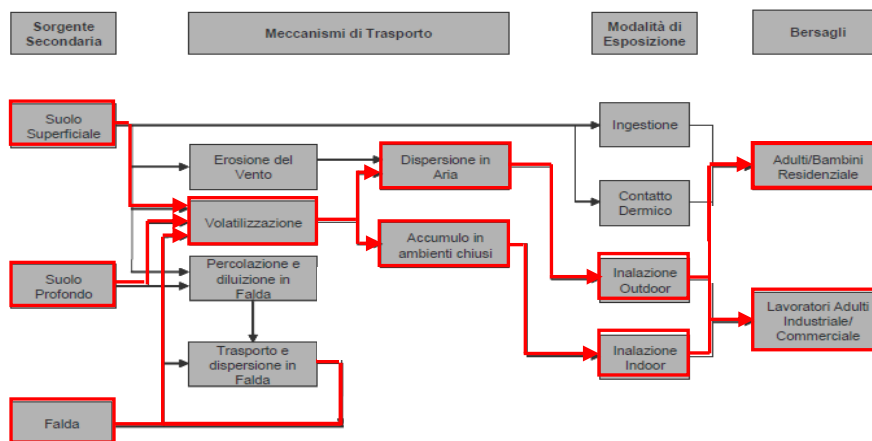 Sorgente
Secondaria
Meccanismi di Trasporto
Modalità di
Esposizione
Bersagli
Suolo
Superficiale
Ingestione
Erosione del
Vento
Dispersione in
Aria
Adulti/Bambini
Residenziale
Contatto
Dermico
Volatilizzazione
Accumulo in
ambienti chiusi
Suolo
Profondo
Percolazione e
diluizione in
Falda
Inalazione
Outdoor
Lavoratori Adulti
Industriale/
Commerciale
Trasporto e
dispersione in
Falda
Inalazione
Indoor
Falda